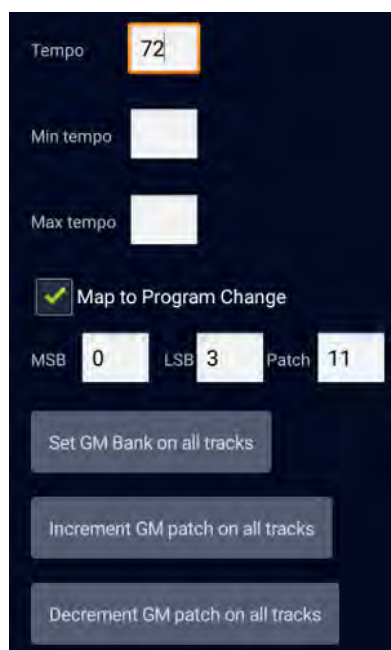 Tempo 72
Min tempo
Max tempo
Map to Program Change
MSB 0 LSB 3 Patch 11
Set GM Bank on all tracks
Increment GM patch on all tracks
Decrement GM patch on all tracks